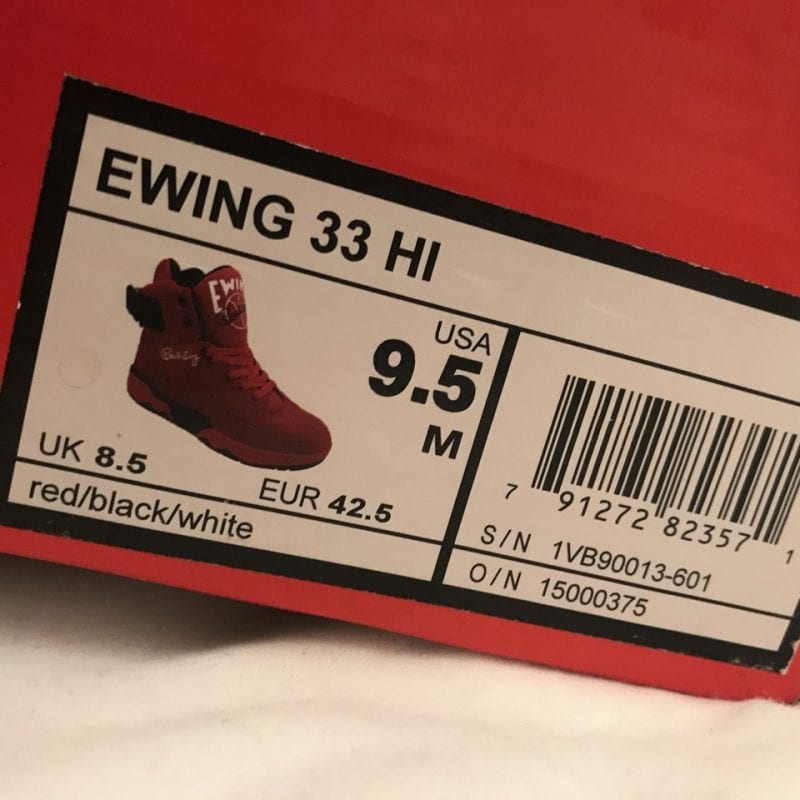 EWING 33 HI
EWING
USA
9.5
M
UK 8.5
EUR 42.5
red/black/white
7 91272 82357 1
S/N 1VB90013-601
O/N 15000375